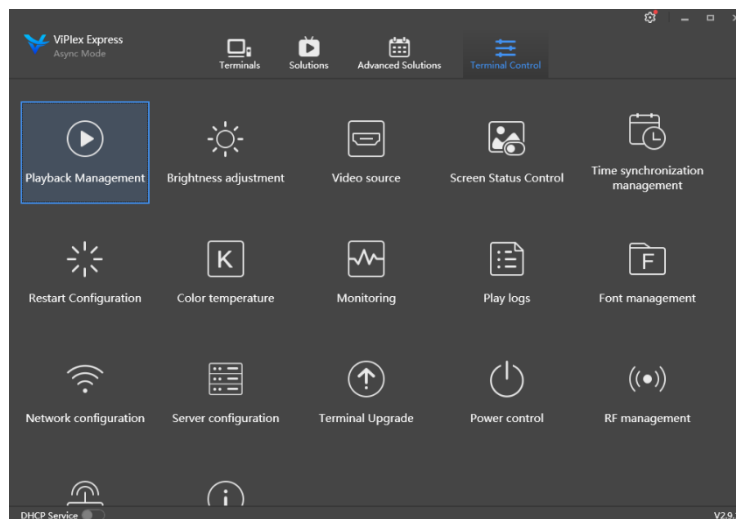 ViPlex Express
Async Mode
Terminals
Solutions
Advanced Solutions
Terminal Control
Playback Management
Brightness adjustment
Video source
Screen Status Control
Time synchronization
management
Restart Configuration
K
Color temperature
Monitoring
Play logs
F
Font management
Network configuration
Server configuration
Terminal Upgrade
Power control
RF management
DHCP Service
V2.9.